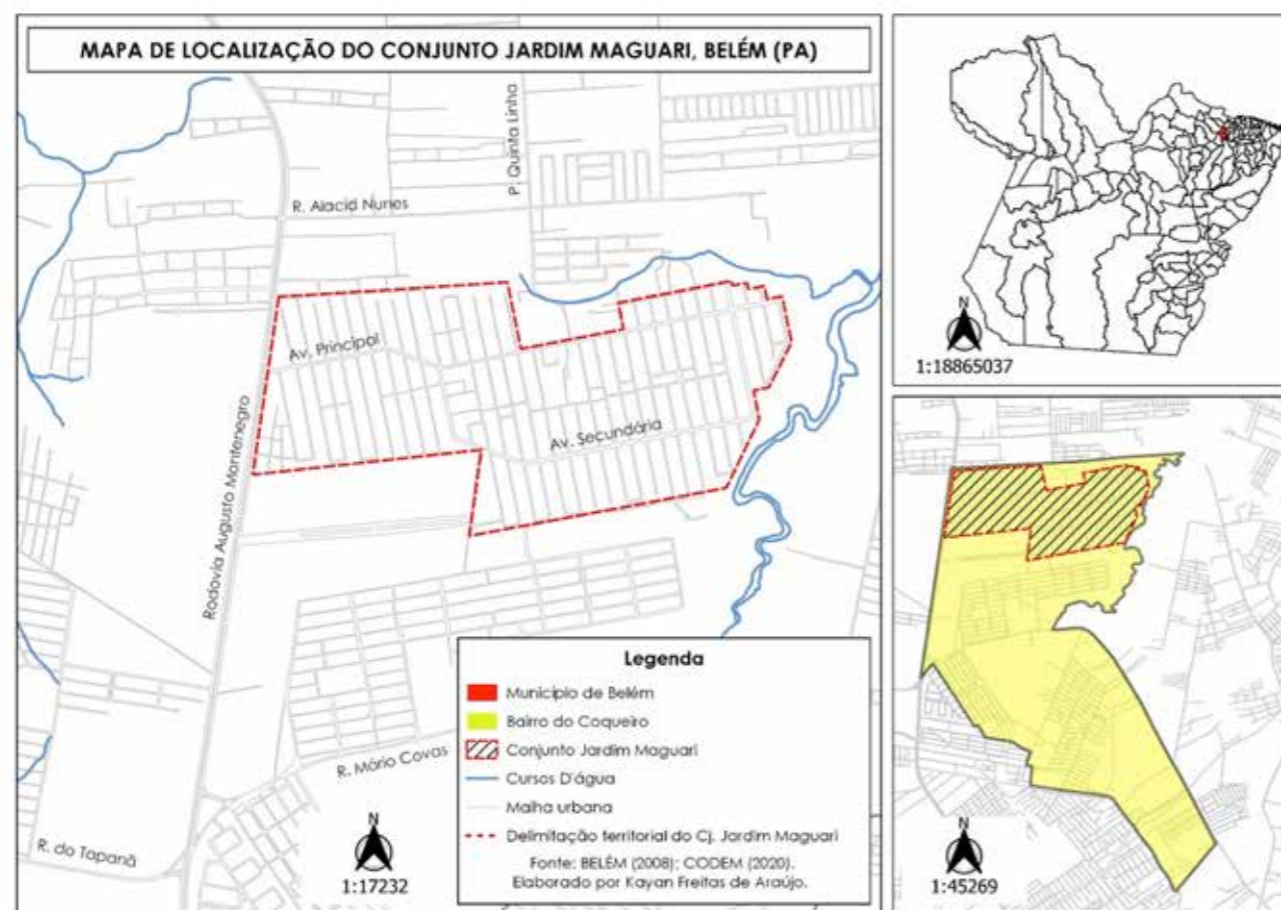 MAPA DE LOCALIZAÇÃO DO CONJUNTO JARDIM MAGUARI, BELÉM (PA)
P. Quinta Linha
R. Alacid Nunes
Av. Principal
Av. Secundária
Rodovia Augusto Montenegro
R. Mário Covas
R. do Tapanã
N
1:17232
Legenda
Município de Belém
Bairro do Coqueiro
Conjunto Jardim Maguari
Cursos D'água
Malha urbana
Delimitação territorial do Cj. Jardim Maguari
Fonte: BELÉM (2008); CODEM (2020).
Elaborado por Kayan Freitas de Araújo.
N
1:18865037
N
1:45269